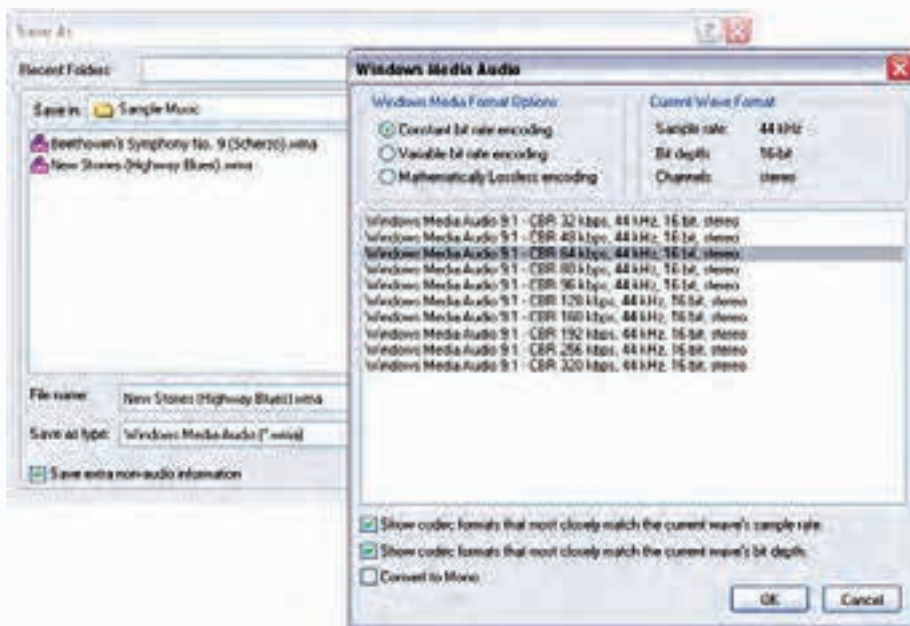 Save As
Recent Folders:
Save in: Sample Music
Beethoven's Symphony No. 9 (Scherzo).wma
New Stories (Highway Blues).wma
File name: New Stories (Highway Blues).wma
Save as type: Windows Media Audio (*.wma)
Save extra non-audio information
Windows Media Audio
Windows Media Format Options
Constant bit rate encoding
Variable bit rate encoding
Mathematically Lossless encoding
Current Wave Format
Sample rate: 44 kHz
Bit depth: 16-bit
Channels: stereo
Windows Media Audio 9.1 - CBR 32 kbps, 44 kHz, 16 bit, stereo
Windows Media Audio 9.1 - CBR 48 kbps, 44 kHz, 16 bit, stereo
Windows Media Audio 9.1 - CBR 64 kbps, 44 kHz, 16 bit, stereo
Windows Media Audio 9.1 - CBR 80 kbps, 44 kHz, 16 bit, stereo
Windows Media Audio 9.1 - CBR 96 kbps, 44 kHz, 16 bit, stereo
Windows Media Audio 9.1 - CBR 128 kbps, 44 kHz, 16 bit, stereo
Windows Media Audio 9.1 - CBR 160 kbps, 44 kHz, 16 bit, stereo
Windows Media Audio 9.1 - CBR 192 kbps, 44 kHz, 16 bit, stereo
Windows Media Audio 9.1 - CBR 256 kbps, 44 kHz, 16 bit, stereo
Windows Media Audio 9.1 - CBR 320 kbps, 44 kHz, 16 bit, stereo
Show codec formats that most closely match the current wave's sample rate
Show codec formats that most closely match the current wave's bit depth
Convert to Mono
OK
Cancel